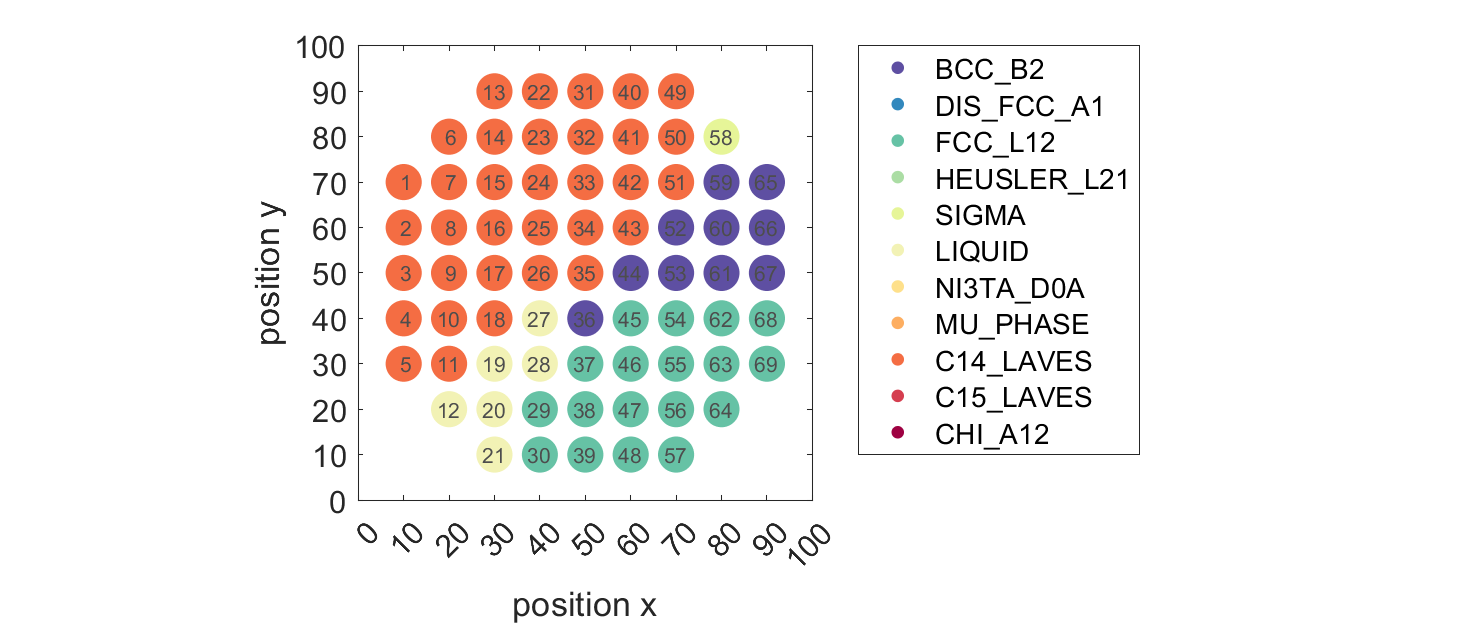 100
90
80
70
60
50
40
30
20
10
0
position y
13 22 31 40 49
6 14 23 32 41 50 58
1 7 15 24 33 42 51 59 65
2 8 16 25 34 43 52 60 66
3 9 17 26 35 44 53 61 67
4 10 18 27 36 45 54 62 68
5 11 19 28 37 46 55 63 69
12 20 29 38 47 56 64
21 30 39 48 57
0 10 20 30 40 50 60 70 80 90 100
position x
BCC_B2
DIS_FCC_A1
FCC_L12
HEUSLER_L21
SIGMA
LIQUID
NI3TA_D0A
MU_PHASE
C14_LAVES
C15_LAVES
CHI_A12